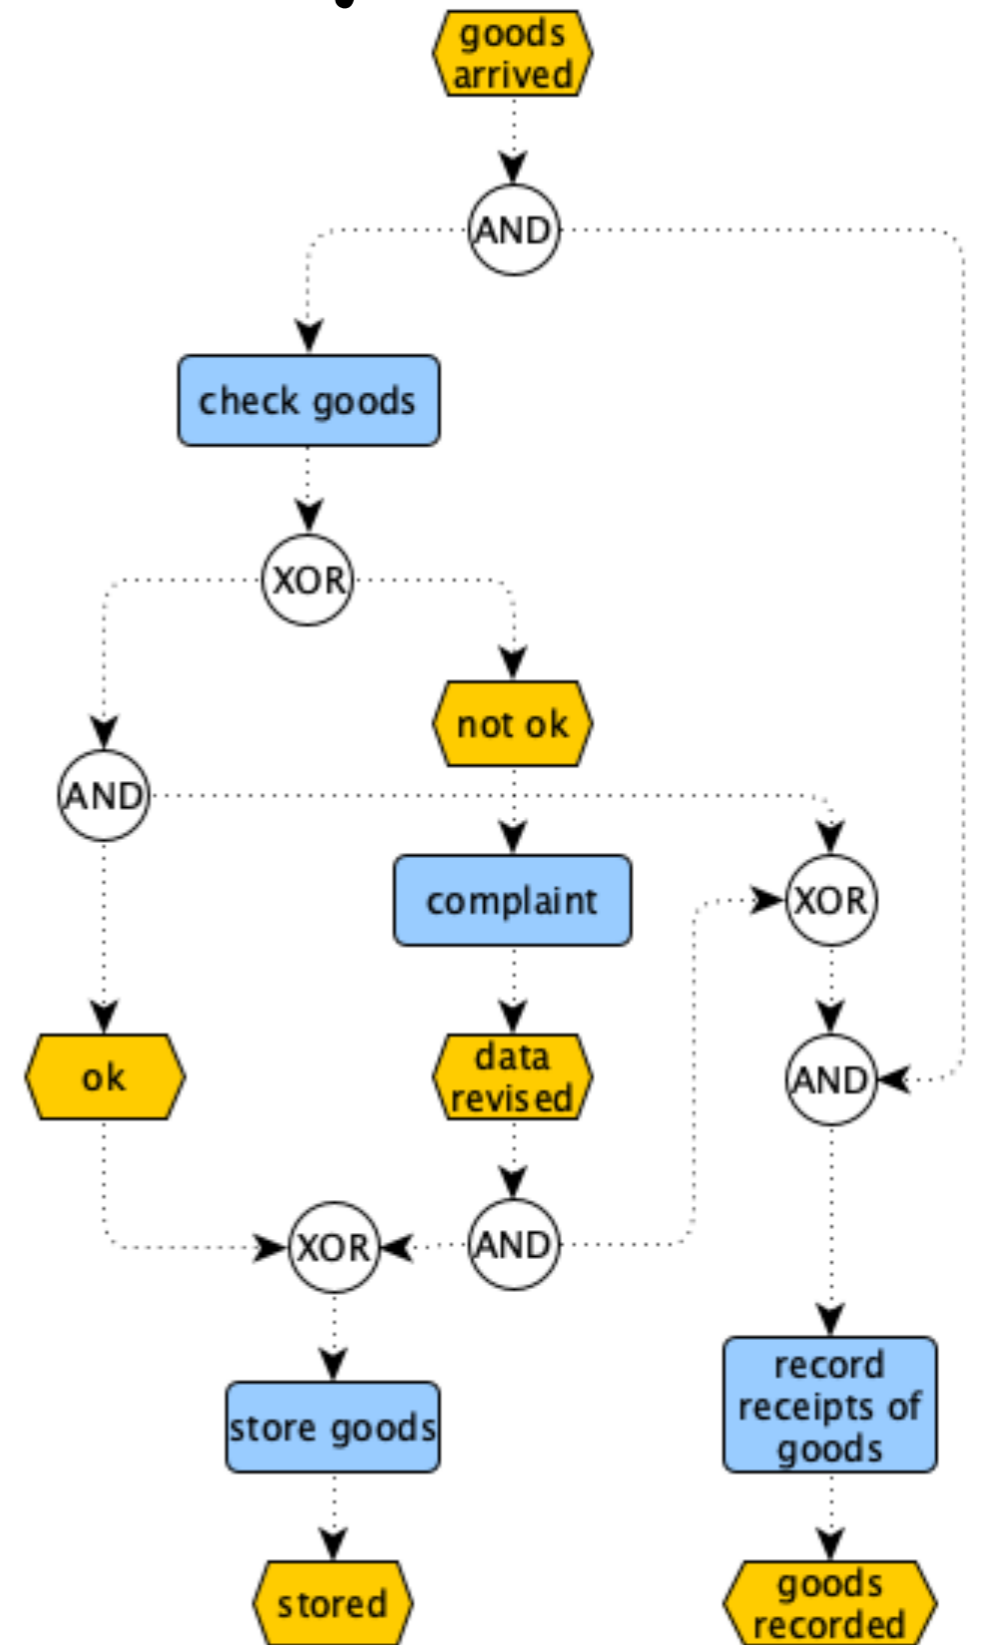 goods
arrived
AND
check goods
XOR
not ok
AND
complaint
XOR
ok
data
revised
AND
XOR
AND
store goods
record
receipts of
goods
stored
goods
recorded